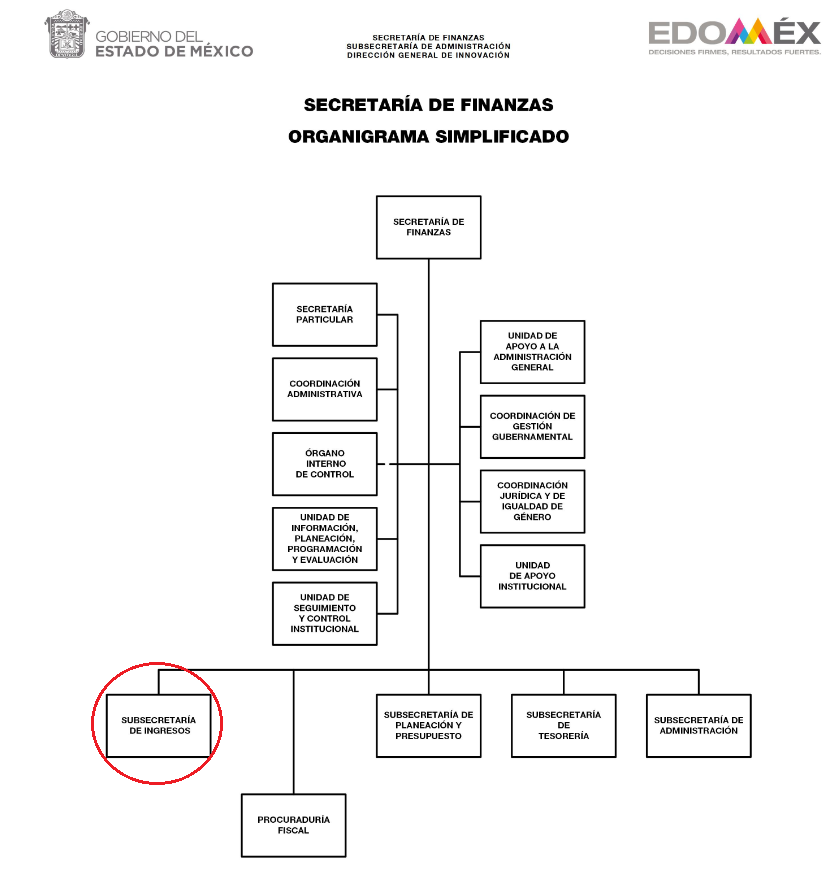 GOBIERNO DEL
ESTADO DE MÉXICO
SECRETARÍA DE FINANZAS
SUBSECRETARÍA DE ADMINISTRACIÓN
DIRECCIÓN GENERAL DE INNOVACIÓN
EDOMÉX
DECISIONES FIRMES, RESULTADOS FUERTES.
SECRETARÍA DE FINANZAS
ORGANIGRAMA SIMPLIFICADO
SECRETARÍA DE
FINANZAS
SECRETARÍA
PARTICULAR
COORDINACIÓN
ADMINISTRATIVA
ÓRGANO
INTERNO
DE CONTROL
UNIDAD DE
INFORMACIÓN,
PLANEACIÓN,
PROGRAMACIÓN
Y EVALUACIÓN
UNIDAD DE
SEGUIMIENTO
Y CONTROL
INSTITUCIONAL
UNIDAD DE
APOYO A LA
ADMINISTRACIÓN
GENERAL
COORDINACIÓN DE
GESTIÓN
GUBERNAMENTAL
COORDINACIÓN
JURÍDICA Y DE
IGUALDAD DE
GÉNERO
UNIDAD
DE APOYO
INSTITUCIONAL
SUBSECRETARÍA
DE INGRESOS
SUBSECRETARÍA DE
PLANEACIÓN Y
PRESUPUESTO
SUBSECRETARÍA
DE
TESORERÍA
SUBSECRETARÍA DE
ADMINISTRACIÓN
PROCURADURÍA
FISCAL